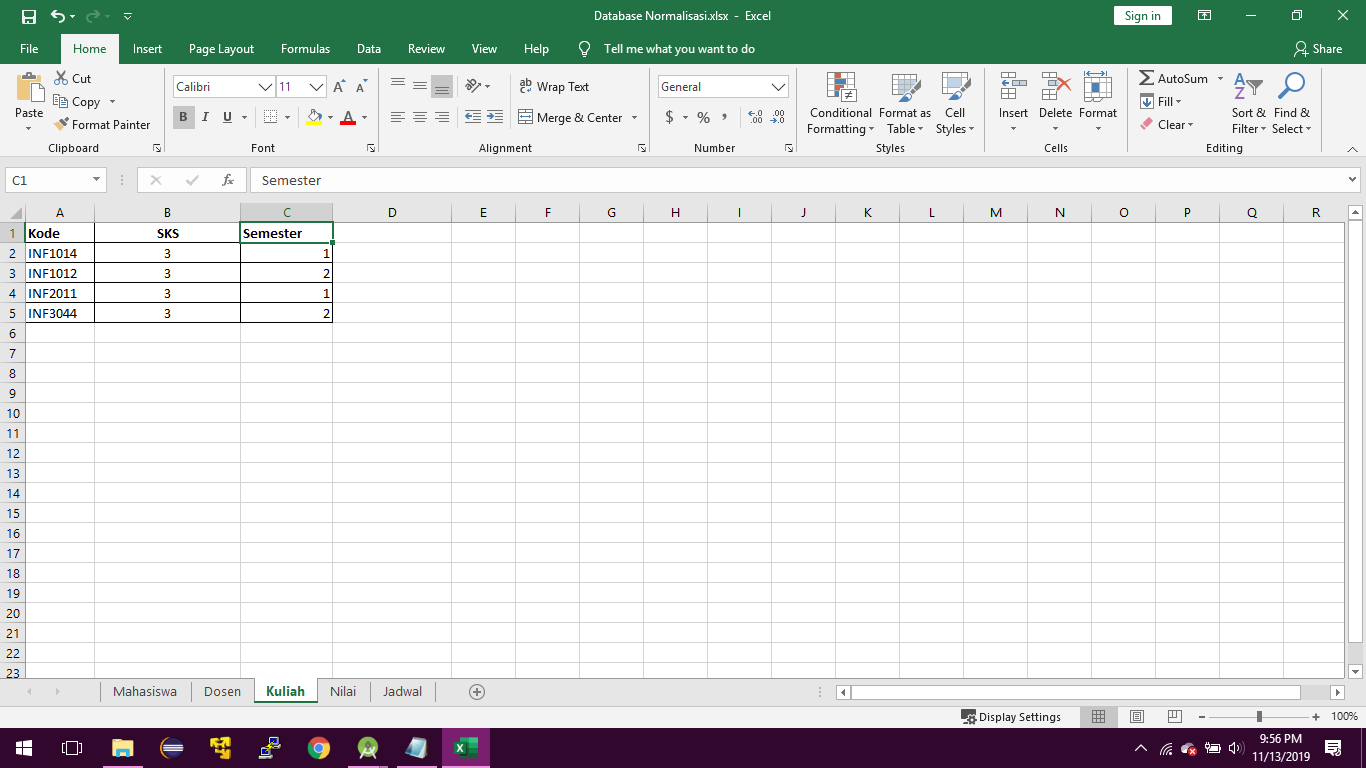 Database Normalisasi.xlsx - Excel
Sign in
File Home Insert Page Layout Formulas Data Review View Help Tell me what you want to do Share
Paste Cut Copy Format Painter
Calibri 11
B I U A A A
Wrap Text
Merge & Center
General
$ % , .00 .0
Conditional Formatting Format as Table Cell Styles
Insert Delete Format
AutoSum Fill Clear
Sort & Filter Find & Select
Clipboard Font Alignment Number Styles Cells Editing
C1 fx Semester
A B C D E F G H I J K L M N O P Q R
1 Kode SKS Semester
2 INF1014 3 1
3 INF1012 3 2
4 INF2011 3 1
5 INF3044 3 2
6
7
8
9
10
11
12
13
14
15
16
17
18
19
20
21
22
23
Mahasiswa Dosen Kuliah Nilai Jadwal
Display Settings 100%
9:56 PM
11/13/2019